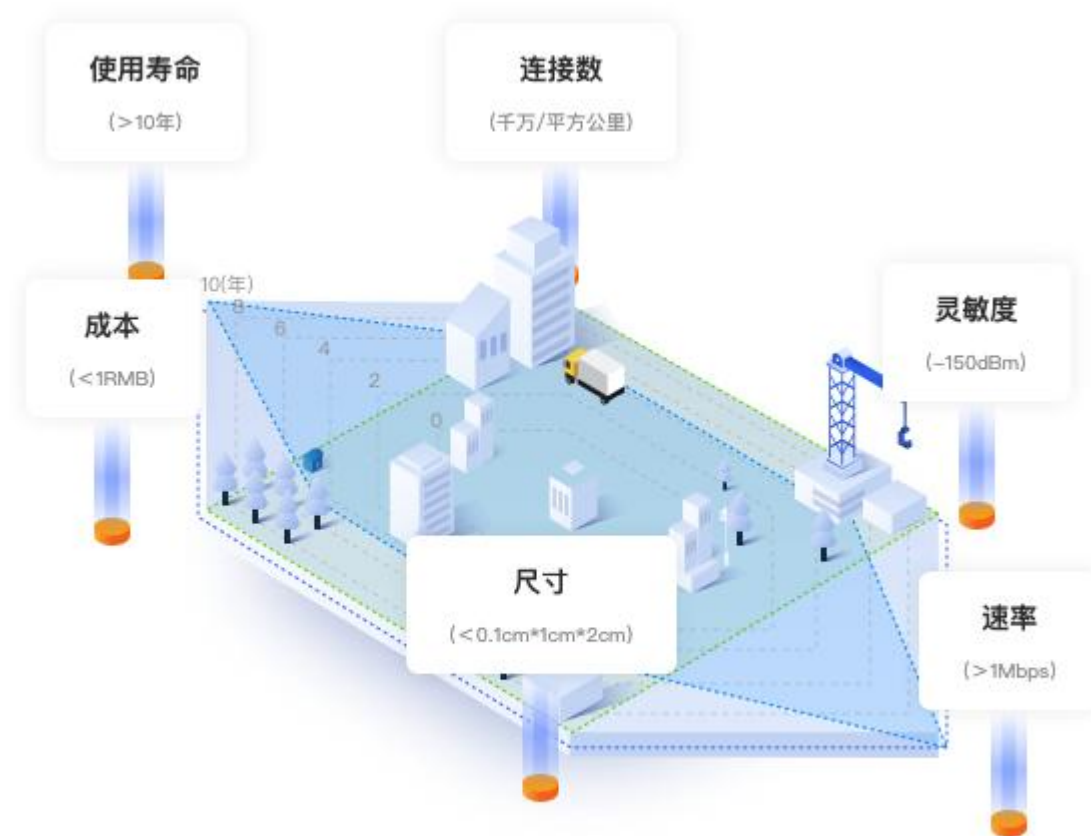 使用寿命
(>10年)
连接数
(千万/平方公里)
成本
(<1RMB)
10(年)
8
6
4
2
0
灵敏度
(-150dBm)
尺寸
(<0.1cm*1cm*2cm)
速率
(>1Mbps)